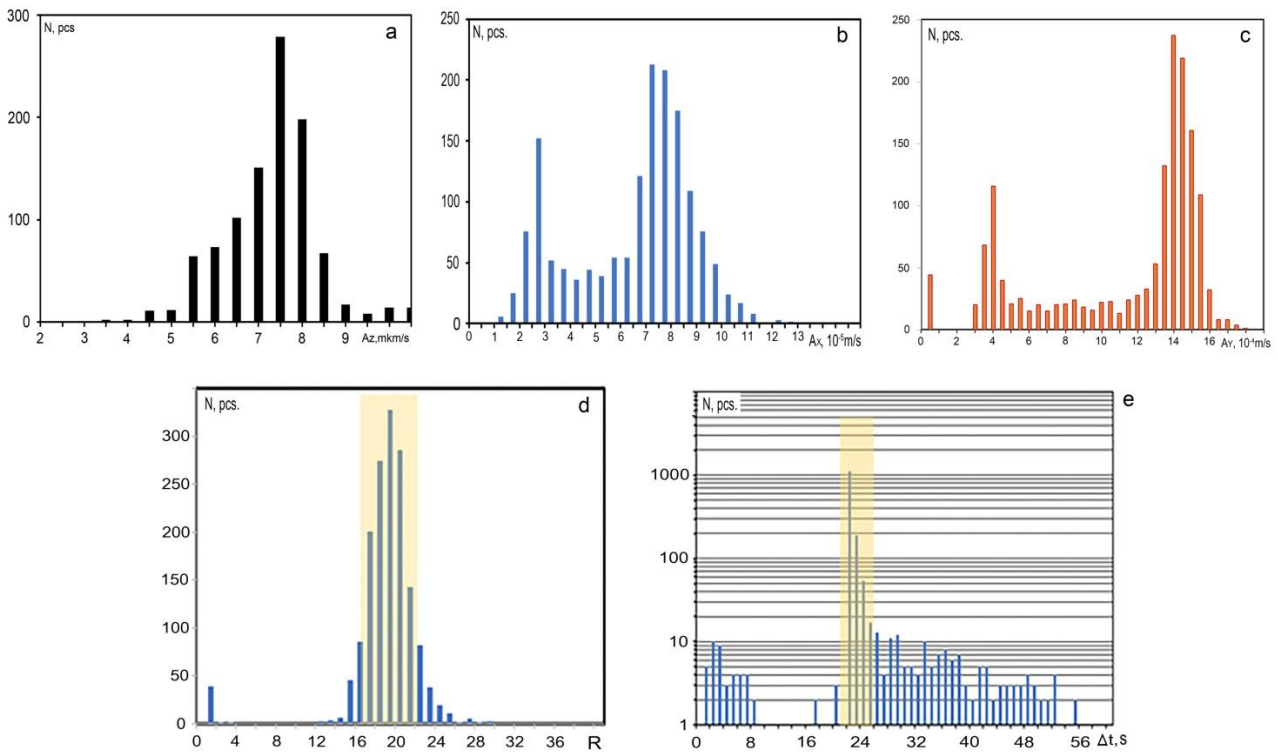 300
N, pcs
a
200
100
0
2 3 4 5 6 7 8 9 Az,mkm/s
250
N, pcs.
b
200
150
100
50
0
0 1 2 3 4 5 6 7 8 9 10 11 12 13 Aₓ, 10⁻⁵m/s
250
N, pcs.
c
200
150
100
50
0
0 2 4 6 8 10 12 14 16 Aʏ, 10⁻⁴m/s
N, pcs.
d
300
200
150
100
50
0
0 4 8 12 16 20 24 28 32 36 R
N, pcs.
e
1000
100
10
1
0 8 16 24 32 40 48 56 Δt,s